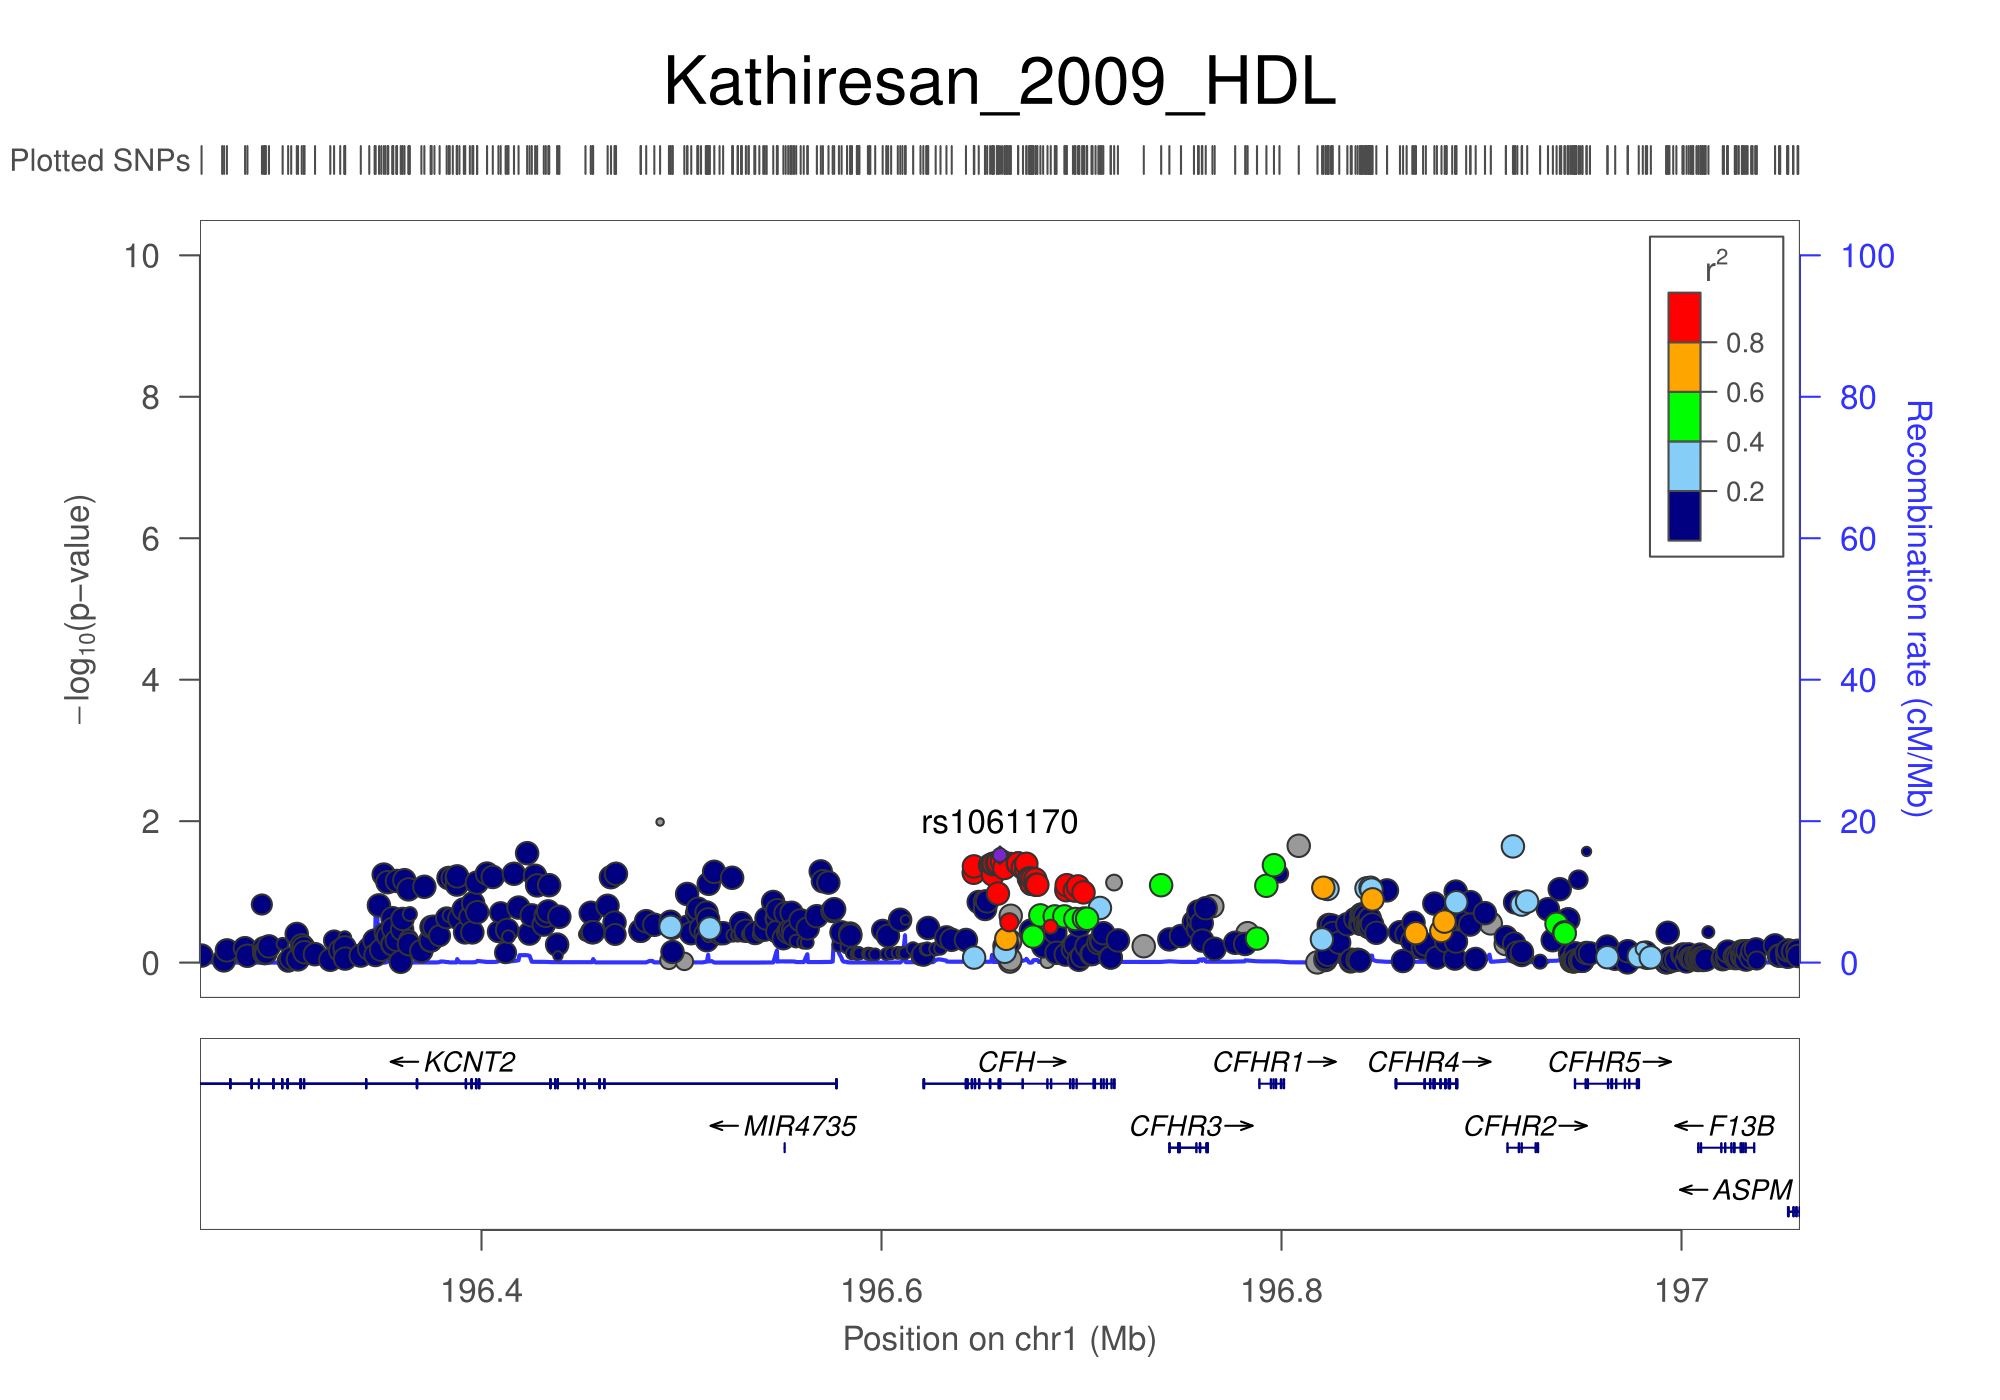 Kathiresan_2009_HDL
Plotted SNPs
10
8
6
4
2
0
−log10(p−value)
100
80
60
40
20
0
Recombination rate (cM/Mb)
r2
0.8
0.6
0.4
0.2
rs1061170
←KCNT2 CFH→ CFHR1→ CFHR4→ CFHR5→
←MIR4735 CFHR3→ CFHR2→ ←F13B
←ASPM
196.4 196.6 196.8 197
Position on chr1 (Mb)